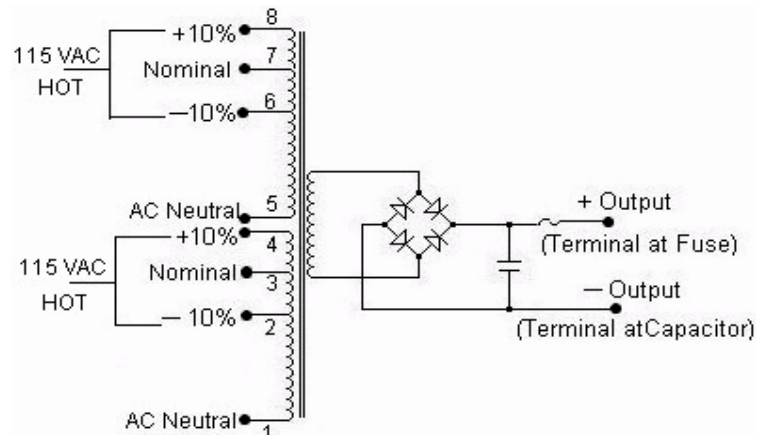 8
+10%
115 VAC
HOT
7
Nominal
6
—10%
5
AC Neutral
+10%
4
115 VAC
HOT
Nominal
3
— 10%
2
AC Neutral
1
+ Output
(Terminal at Fuse)
— Output
(Terminal atCapacitor)